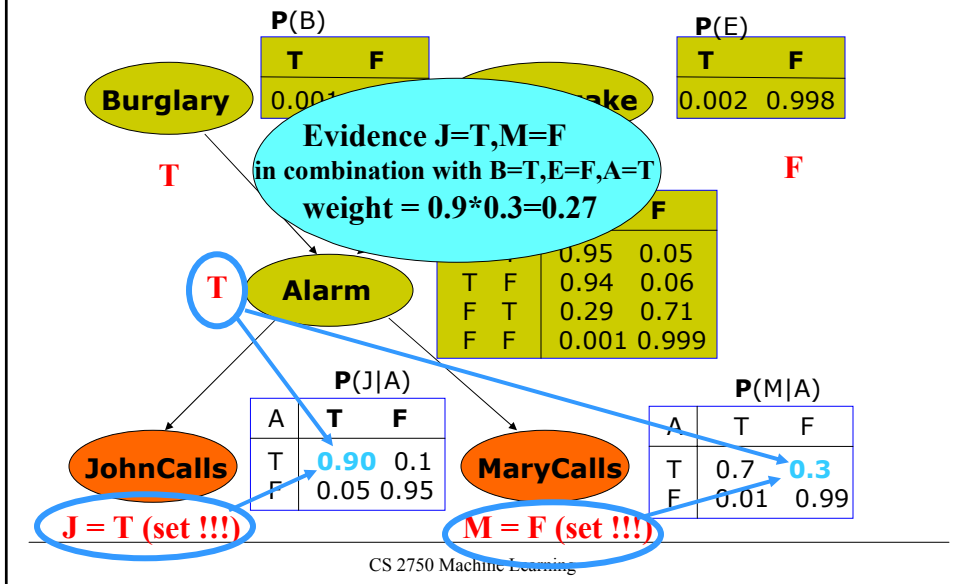 P(B)
P(E)
T F
T F
Burglary
0.001
ake
0.002 0.998
Evidence J=T,M=F
in combination with B=T,E=F,A=T
weight = 0.9*0.3=0.27
T
F
F
0.95 0.05
T F 0.94 0.06
F T 0.29 0.71
F F 0.001 0.999
T
Alarm
P(J|A)
P(M|A)
A T F
A T F
JohnCalls
T 0.90 0.1
F 0.05 0.95
MaryCalls
T 0.7 0.3
F 0.01 0.99
J = T (set !!!)
M = F (set !!!)
CS 2750 Machine Learning